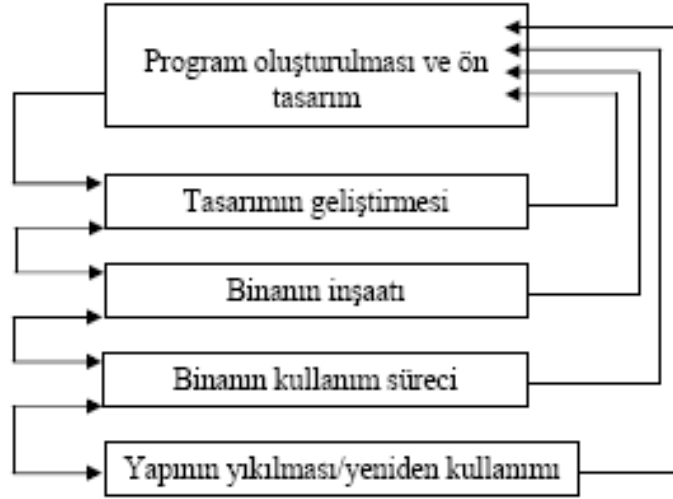 Program oluşturulması ve ön
tasarım
Tasarımın geliştirmesi
Binanın inşaatı
Binanın kullanım süreci
Yapının yıkılması/yeniden kullanımı